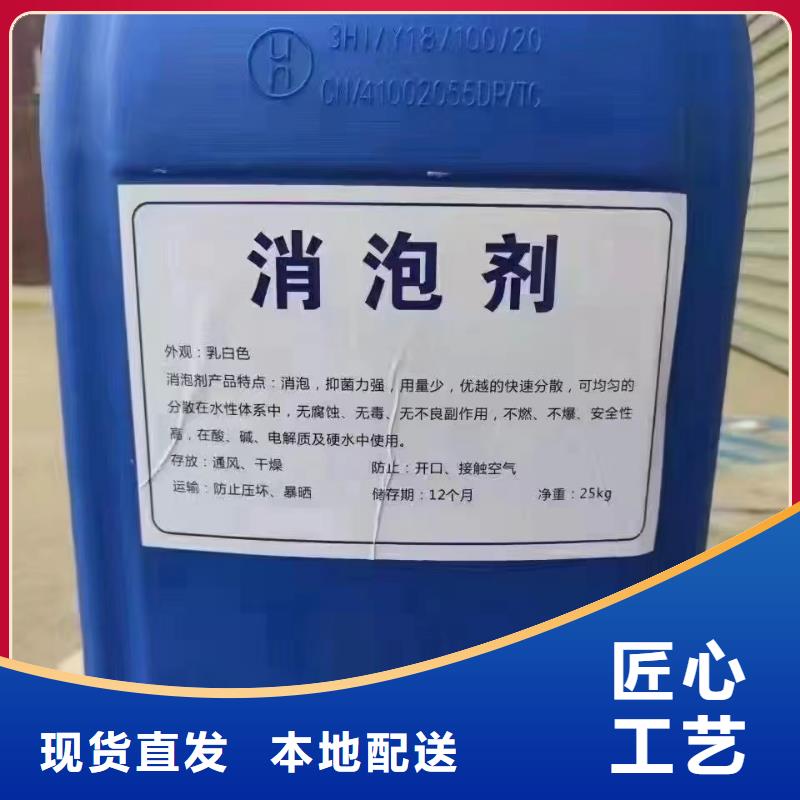 3H1/Y1.8/100/20
CN/4100205SDP/TC
消泡剂
外观：乳白色
消泡剂产品特点：消泡，抑菌力强，用量少，优越的快速分散，可均匀的
分散在水性体系中，无腐蚀、无毒、无不良副作用，不燃、不爆、安全性
高，在酸、碱、电解质及硬水中使用。
存放：通风、干燥 防止：开口、接触空气
运输：防止压坏、暴晒 储存期：12个月 净重：25kg
匠心
工艺
现货直发 本地配送